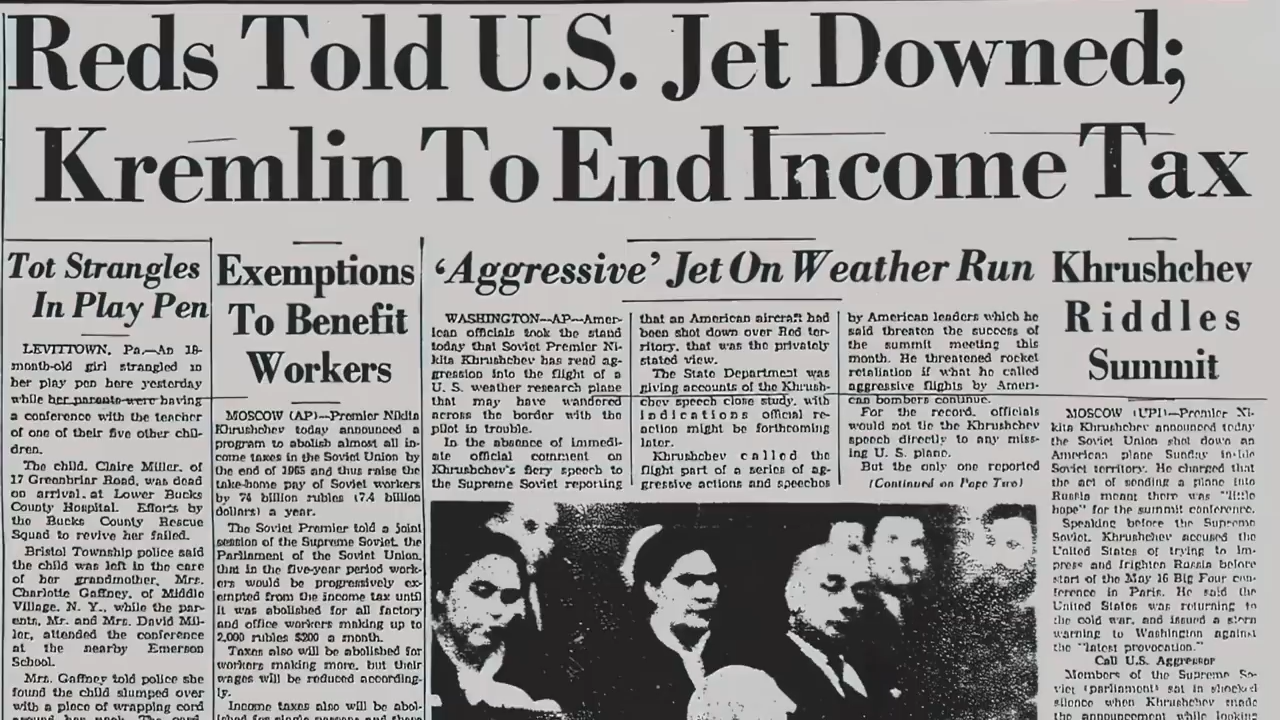 Reds Told U.S. Jet Downed;
Kremlin To End Income Tax
Tot Strangles
In Play Pen
LEVITTOWN, Pa.—An 18-
month-old girl strangled in
her play pen here yesterday
while her parents were having
a conference with the teacher
of one of their five other chil-
dren.
The child, Claire Miller, of
17 Greenbriar Road, was dead
on arrival at Lower Bucks
County Hospital. Efforts by
the Bucks County Rescue
Squad to revive her failed.
Bristol Township police said
the child was left in the care
of her grandmother, Mrs.
Charlotte Gaffney, of Middle
Village, N. Y., while the par-
ents, Mr. and Mrs. David Mil-
ler, attended the conference
at the nearby Emerson
School.
Mrs. Gaffney told police she
found the child slumped over
with a piece of wrapping cord
around her neck. The cord
Exemptions
To Benefit
Workers
MOSCOW (AP)—Premier Nikita
Khrushchev today announced a
program to abolish almost all in-
come taxes in the Soviet Union by
the end of 1965 and thus raise the
take-home pay of Soviet workers
by 74 billion rubles (7.4 billion
dollars) a year.
The Soviet Premier told a joint
session of the Supreme Soviet, the
Parliament of the Soviet Union,
that in the five-year period work-
ers would be progressively ex-
empted from the income tax until
it was abolished for all factory
and office workers making up to
2,000 rubles $200 a month.
Taxes also will be abolished for
workers making more, but their
wages will be reduced according-
ly.
Income taxes also will be abol-
ished for single persons and those
'Aggressive' Jet On Weather Run
WASHINGTON—AP—Amer-
ican officials took the stand
today that Soviet Premier Ni-
kita Khrushchev has read ag-
gression into the flight of a
U. S. weather research plane
that may have wandered
across the border with the
pilot in trouble.
In the absence of immedi-
ate official comment on
Khrushchev's fiery speech to
the Supreme Soviet reporting
that an American aircraft had
been shot down over Red ter-
ritory, that was the privately
stated view.
The State Department was
giving accounts of the Khrush-
chev speech close study, with
indications official re-
action might be forthcoming
later.
Khrushchev called the
flight part of a series of ag-
gressive actions and speeches
by American leaders which he
said threaten the success of
the summit meeting this
month. He threatened rocket
retaliation if what he called
aggressive flights by Ameri-
can bombers continue.
For the record, officials
would not tie the Khrushchev
speech directly to any miss-
ing U. S. plane.
But the only one reported
(Continued on Page Two)
Khrushchev
Riddles
Summit
MOSCOW (UPI)—Premier Ni-
kita Khrushchev announced today
the Soviet Union shot down an
American plane Sunday inside
Soviet territory. He charged that
the act of sending a plane into
Russia meant there was "little
hope" for the summit conference.
Speaking before the Supreme
Soviet, Khrushchev accused the
United States of trying to im-
press and frighten Russia before
start of the May 16 Big Four con-
ference in Paris. He said the
United States was returning to
the cold war, and issued a stern
warning to Washington against
the "latest provocation."
Call U.S. Aggressor
Members of the Supreme So-
viet (parliament) sat in shocked
silence when Khrushchev made
the announcement while looking